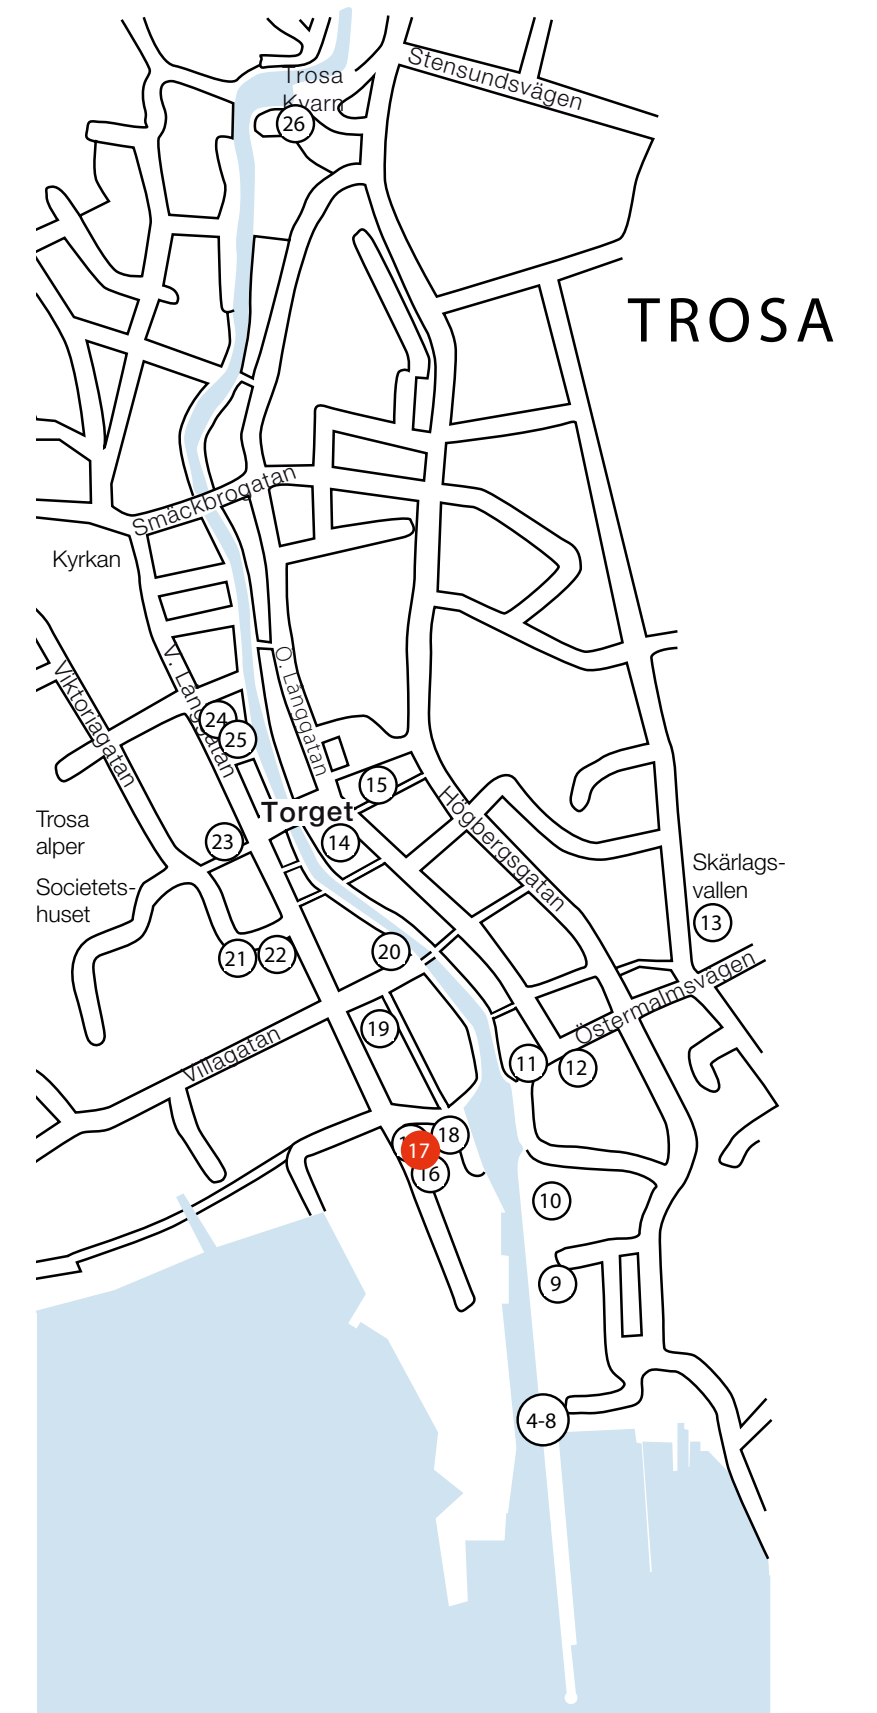 Stensundsvägen
Trosa
Kvarn
26
TROSA
Smäckbrogatan
Kyrkan
Viktoriagatan
V. Långgatan
Ö. Långgatan
24
25
15
Torget
Högbergsgatan
Trosa
alper
23
14
Societets-
huset
Skärlags-
vallen
13
21
22
20
Östermalmsvägen
19
Villagatan
11
12
18
17
16
10
9
4-8